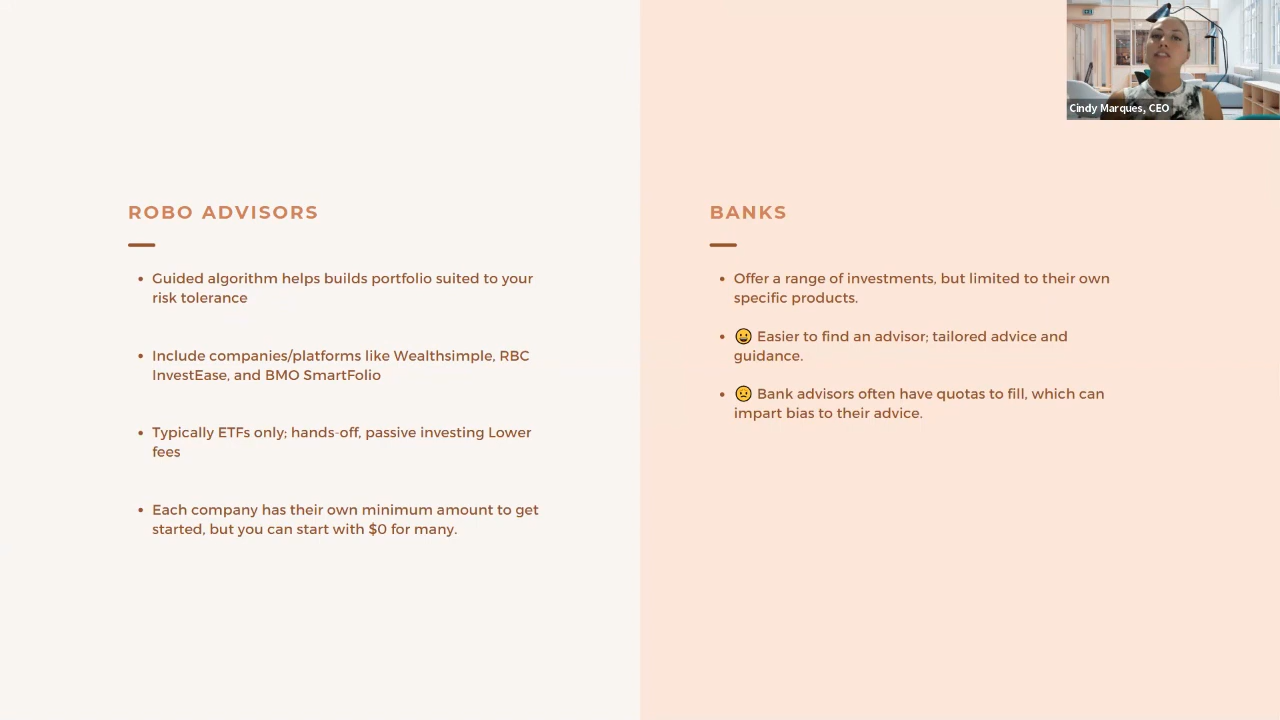 Cindy Marques, CEO
ROBO ADVISORS
• Guided algorithm helps builds portfolio suited to your
risk tolerance
• Include companies/platforms like Wealthsimple, RBC
InvestEase, and BMO SmartFolio
• Typically ETFs only; hands-off, passive investing Lower
fees
• Each company has their own minimum amount to get
started, but you can start with $0 for many.
BANKS
• Offer a range of investments, but limited to their own
specific products.
• 😀 Easier to find an advisor; tailored advice and
guidance.
• 🙁 Bank advisors often have quotas to fill, which can
impart bias to their advice.